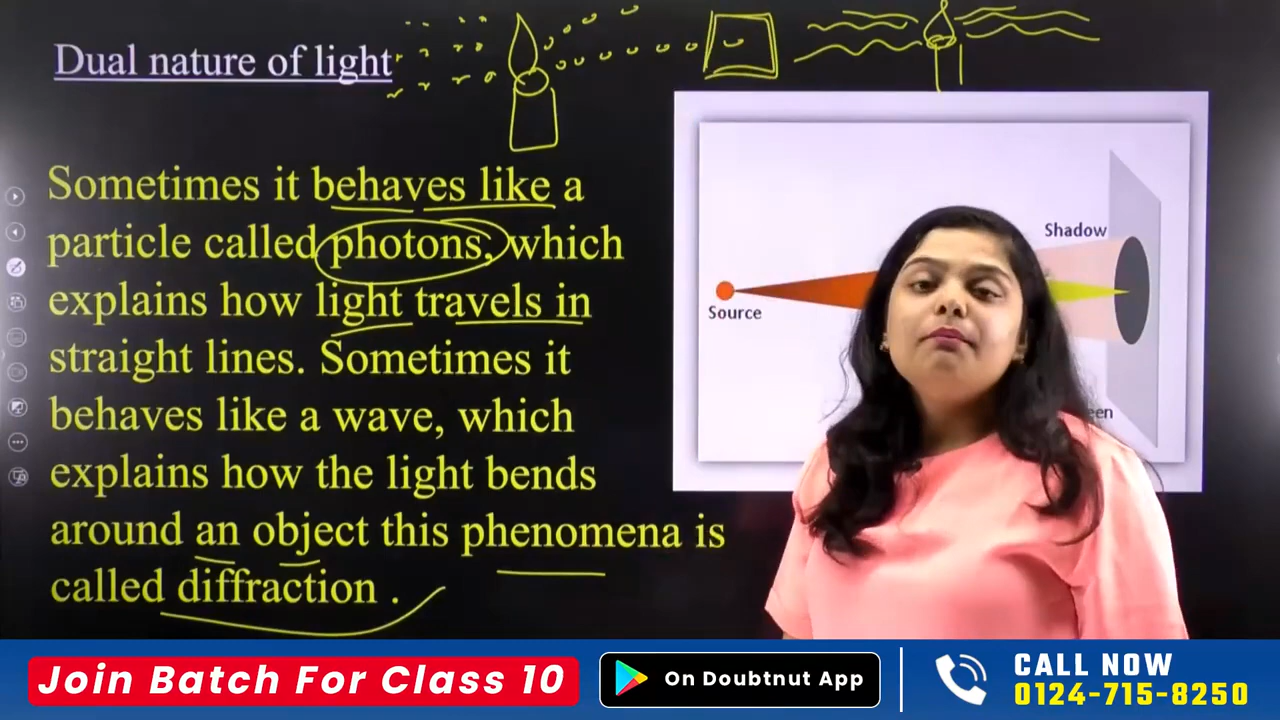 Dual nature of light
Sometimes it behaves like a
particle called photons, which
explains how light travels in
straight lines. Sometimes it
behaves like a wave, which
explains how the light bends
around an object this phenomena is
called diffraction .
Shadow
Source
een
Join Batch For Class 10
On Doubtnut App
CALL NOW
0124-715-8250